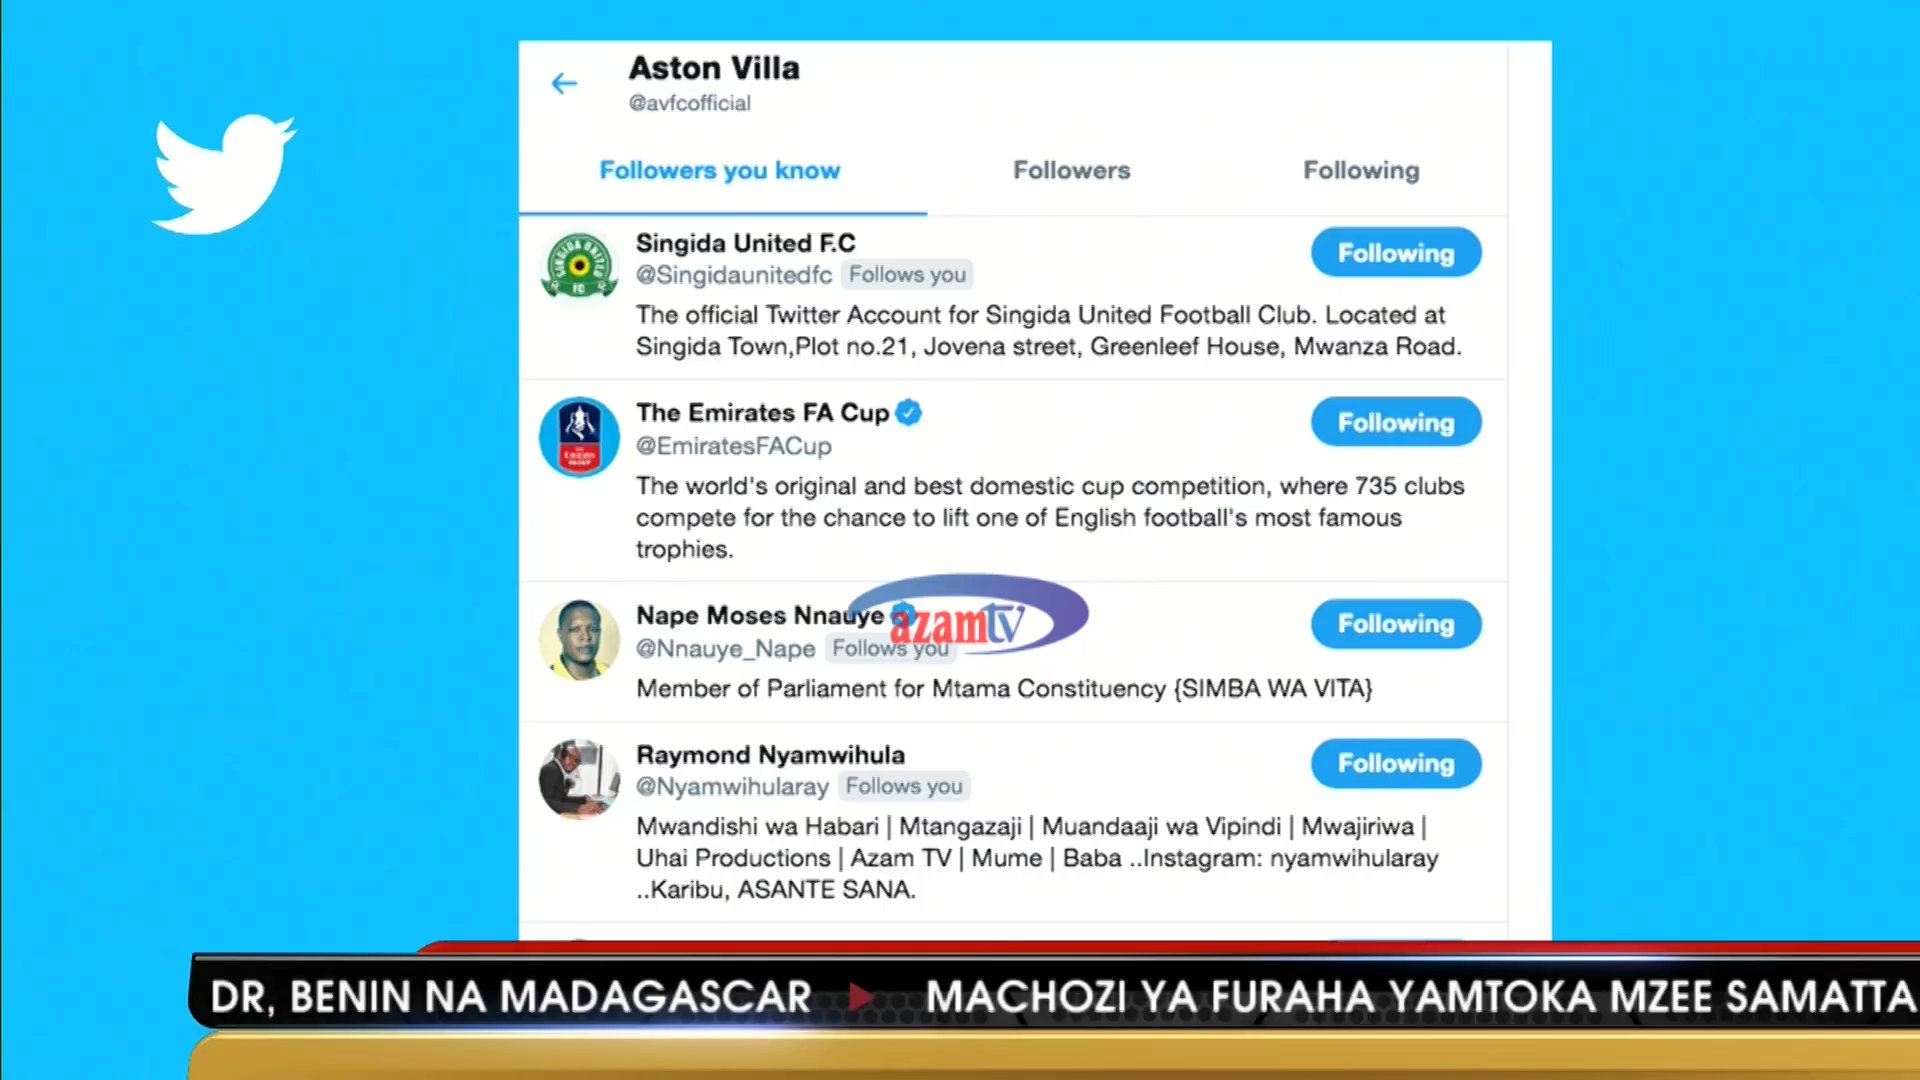 Aston Villa
@avfcofficial
Followers you know
Followers
Following
Singida United F.C
@Singidaunitedfc Follows you
Following
The official Twitter Account for Singida United Football Club. Located at
Singida Town,Plot no.21, Jovena street, Greenleef House, Mwanza Road.
The Emirates FA Cup
@EmiratesFACup
Following
The world's original and best domestic cup competition, where 735 clubs
compete for the chance to lift one of English football's most famous
trophies.
Nape Moses Nnauye
@Nnauye_Nape Follows you
Following
azamtv
Member of Parliament for Mtama Constituency {SIMBA WA VITA}
Raymond Nyamwihula
@Nyamwihularay Follows you
Following
Mwandishi wa Habari | Mtangazaji | Muandaaji wa Vipindi | Mwajiriwa |
Uhai Productions | Azam TV | Mume | Baba ..Instagram: nyamwihularay
..Karibu, ASANTE SANA.
DR, BENIN NA MADAGASCAR MACHOZI YA FURAHA YAMTOKA MZEE SAMATTA